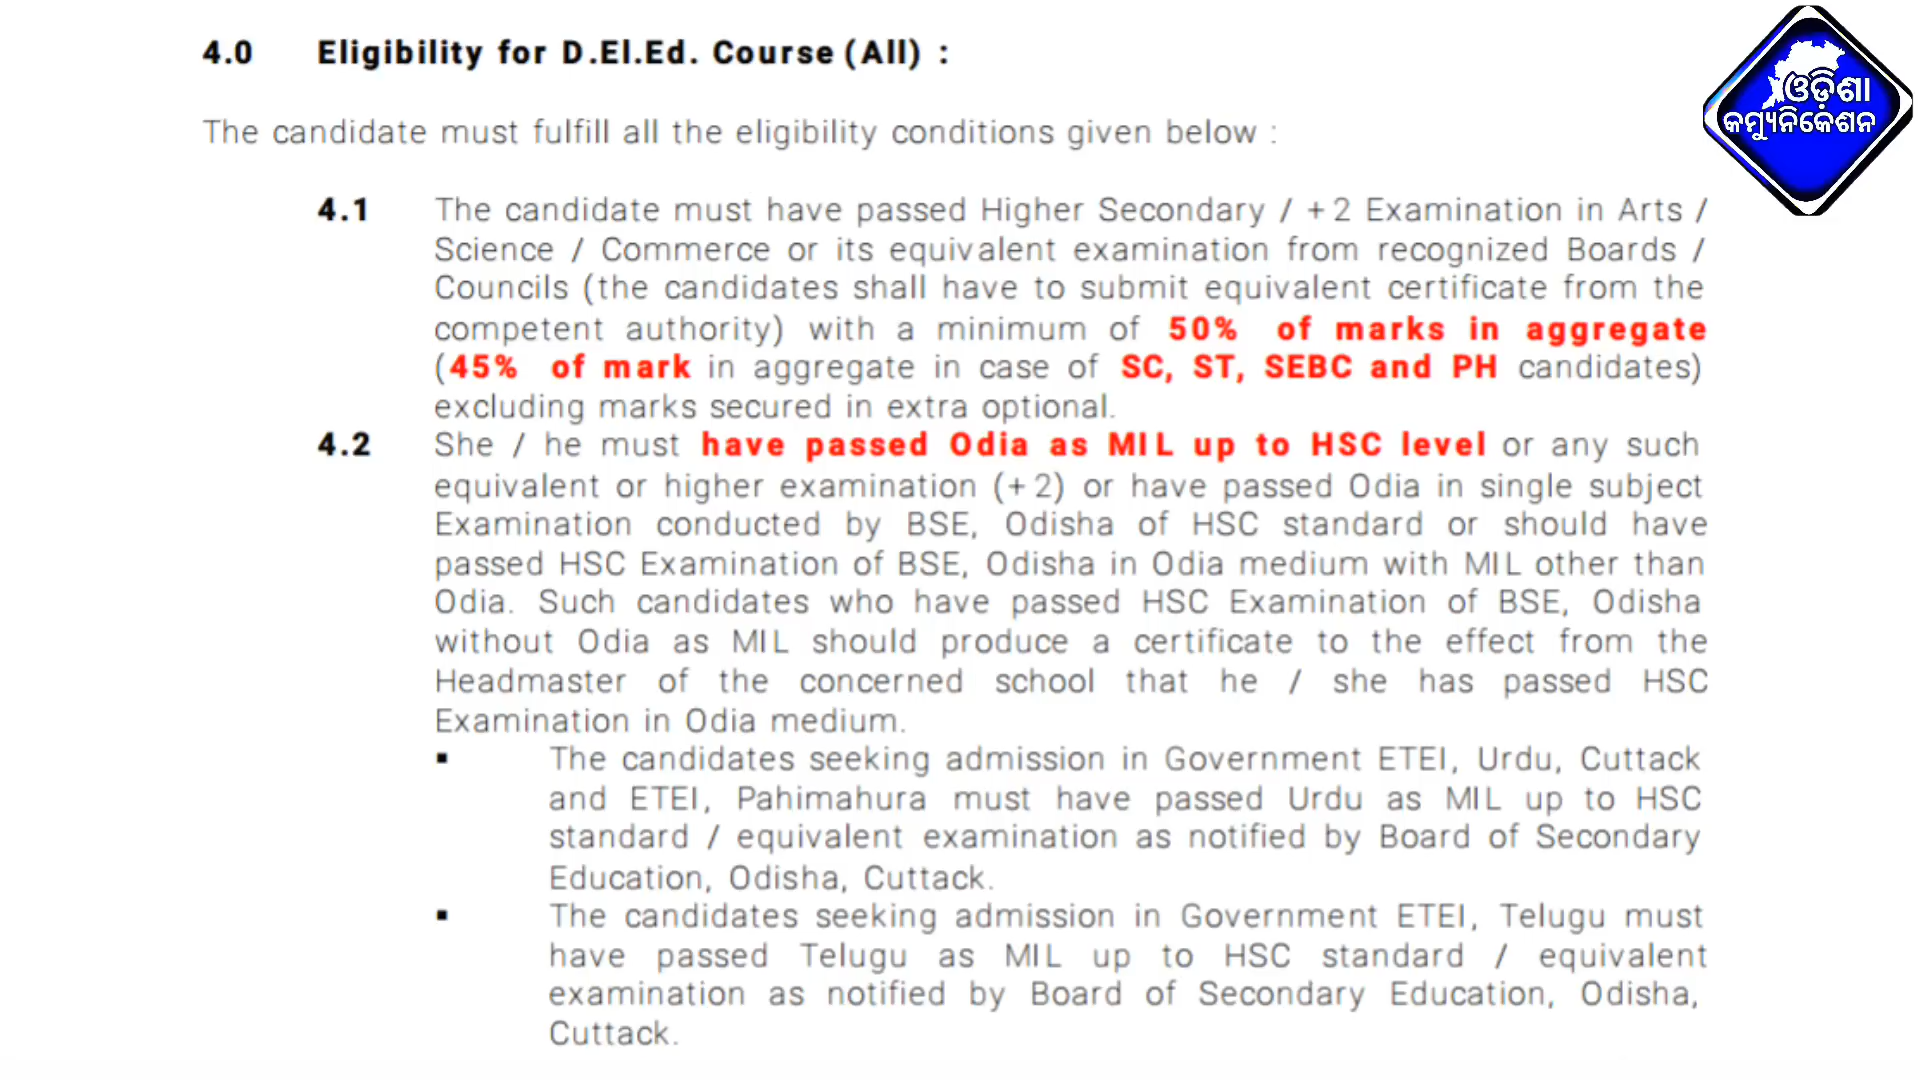 4.0 Eligibility for D.El.Ed. Course (All) :
ଓଡ଼ିଶା
କମ୍ୟୁନିକେଶନ
The candidate must fulfill all the eligibility conditions given below :
4.1 The candidate must have passed Higher Secondary / +2 Examination in Arts /
Science / Commerce or its equivalent examination from recognized Boards /
Councils (the candidates shall have to submit equivalent certificate from the
competent authority) with a minimum of 50% of marks in aggregate
(45% of mark in aggregate in case of SC, ST, SEBC and PH candidates)
excluding marks secured in extra optional.
4.2 She / he must have passed Odia as MIL up to HSC level or any such
equivalent or higher examination (+2) or have passed Odia in single subject
Examination conducted by BSE, Odisha of HSC standard or should have
passed HSC Examination of BSE, Odisha in Odia medium with MIL other than
Odia. Such candidates who have passed HSC Examination of BSE, Odisha
without Odia as MIL should produce a certificate to the effect from the
Headmaster of the concerned school that he / she has passed HSC
Examination in Odia medium.
▪ The candidates seeking admission in Government ETEI, Urdu, Cuttack
and ETEI, Pahimahura must have passed Urdu as MIL up to HSC
standard / equivalent examination as notified by Board of Secondary
Education, Odisha, Cuttack.
▪ The candidates seeking admission in Government ETEI, Telugu must
have passed Telugu as MIL up to HSC standard / equivalent
examination as notified by Board of Secondary Education, Odisha,
Cuttack.